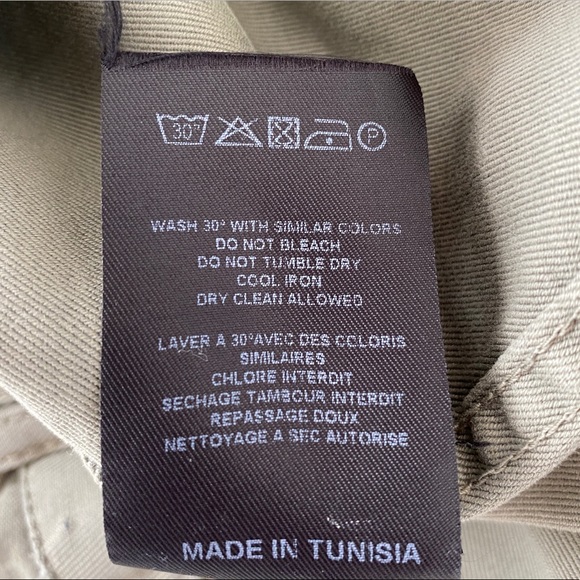 30° P
WASH 30° WITH SIMILAR COLORS
DO NOT BLEACH
DO NOT TUMBLE DRY
COOL IRON
DRY CLEAN ALLOWED
LAVER A 30°AVEC DES COLORIS
SIMILAIRES
CHLORE INTERDIT
SECHAGE TAMBOUR INTERDIT
REPASSAGE DOUX
NETTOYAGE A SEC AUTORISE
MADE IN TUNISIA